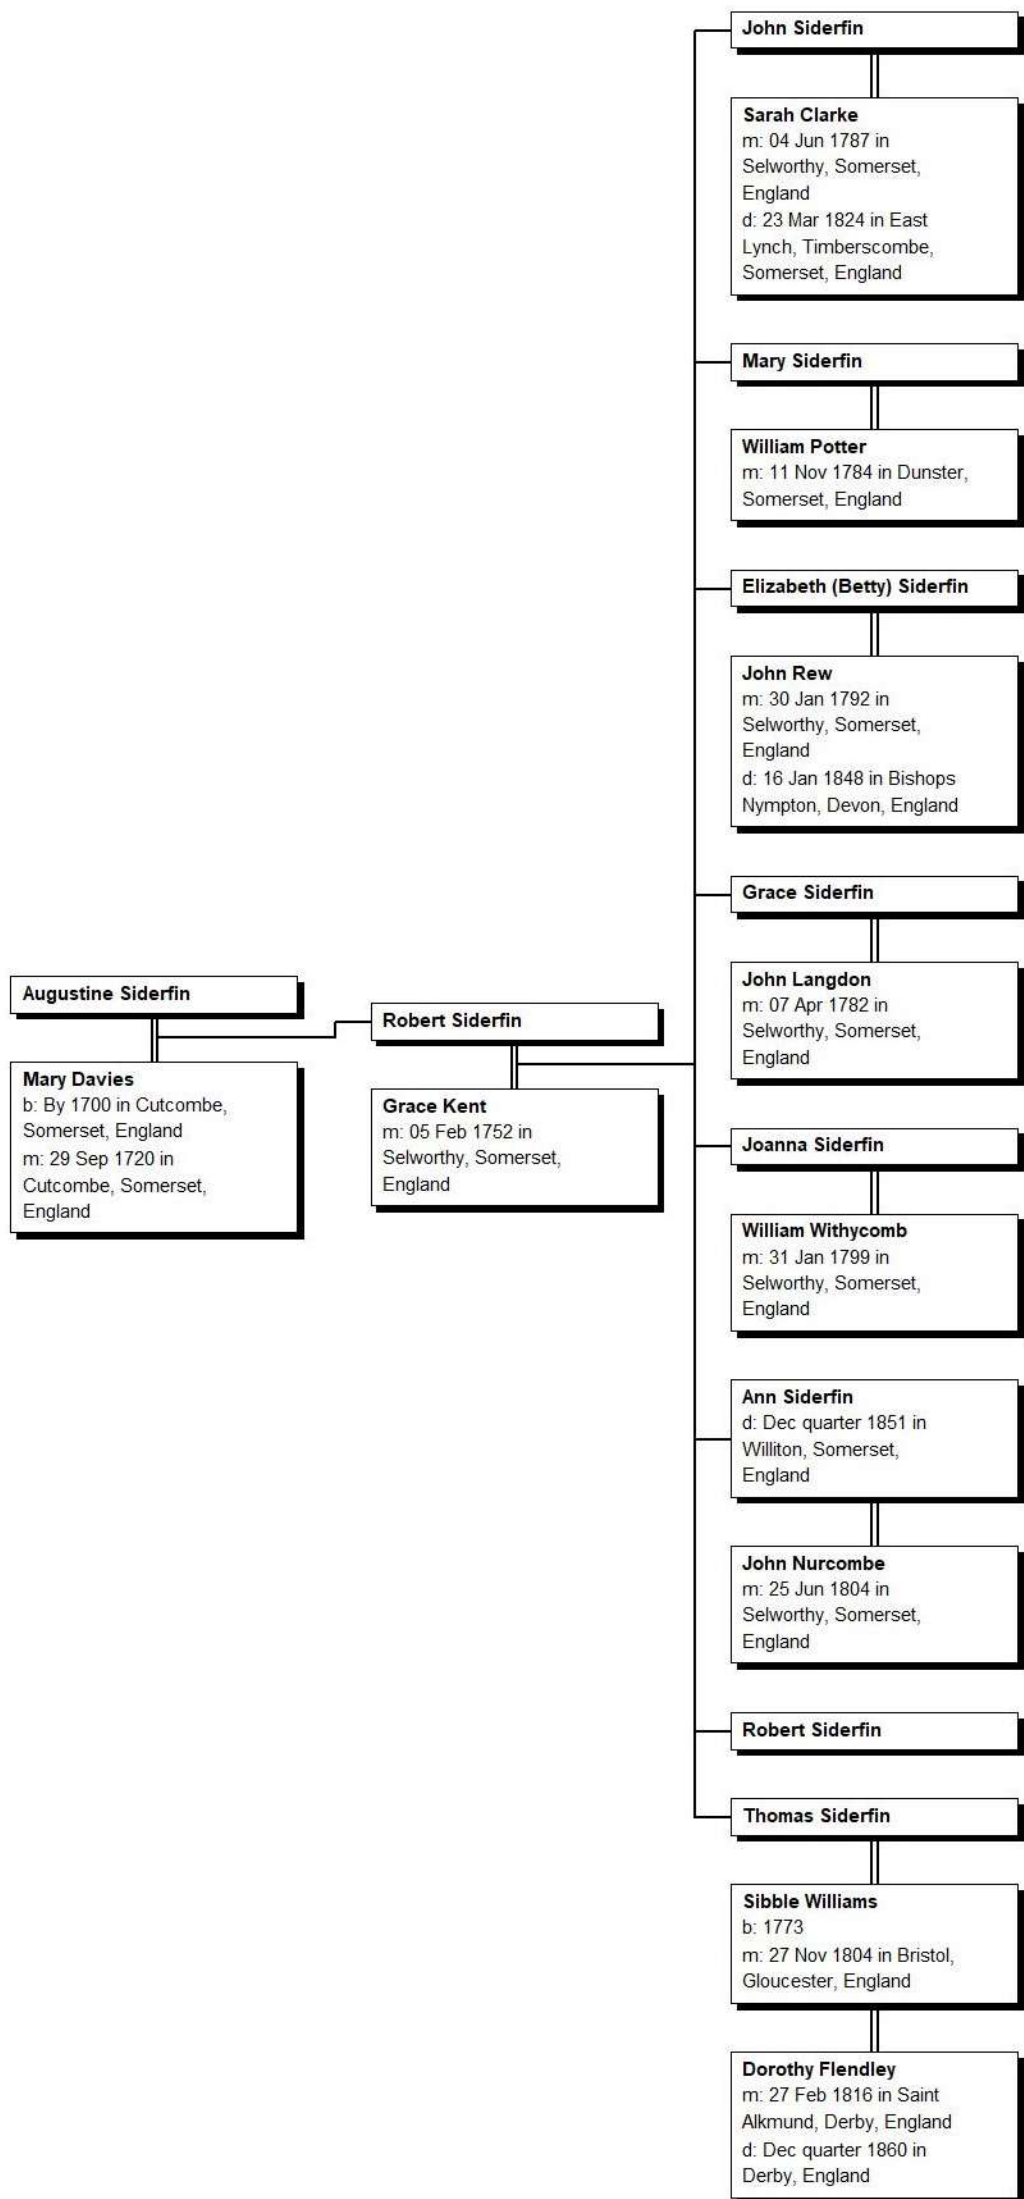 John Siderfin
Sarah Clarke
m: 04 Jun 1787 in
Selworthy, Somerset,
England
d: 23 Mar 1824 in East
Lynch, Timberscombe,
Somerset, England
Mary Siderfin
William Potter
m: 11 Nov 1784 in Dunster,
Somerset, England
Elizabeth (Betty) Siderfin
John Rew
m: 30 Jan 1792 in
Selworthy, Somerset,
England
d: 16 Jan 1848 in Bishops
Nympton, Devon, England
Grace Siderfin
John Langdon
m: 07 Apr 1782 in
Selworthy, Somerset,
England
Augustine Siderfin
Mary Davies
b: By 1700 in Cutcombe,
Somerset, England
m: 29 Sep 1720 in
Cutcombe, Somerset,
England
Robert Siderfin
Grace Kent
m: 05 Feb 1752 in
Selworthy, Somerset,
England
Joanna Siderfin
William Withycomb
m: 31 Jan 1799 in
Selworthy, Somerset,
England
Ann Siderfin
d: Dec quarter 1851 in
Williton, Somerset,
England
John Nurcombe
m: 25 Jun 1804 in
Selworthy, Somerset,
England
Robert Siderfin
Thomas Siderfin
Sibble Williams
b: 1773
m: 27 Nov 1804 in Bristol,
Gloucester, England
Dorothy Flendley
m: 27 Feb 1816 in Saint
Alkmund, Derby, England
d: Dec quarter 1860 in
Derby, England